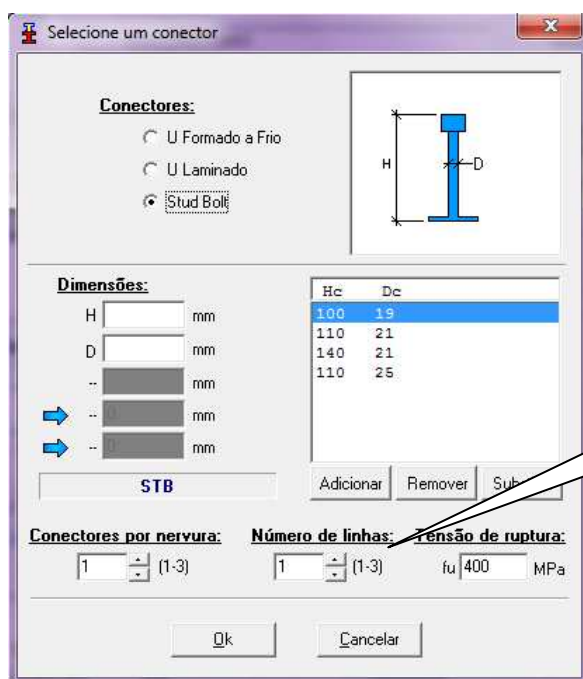 Selecione um conector
Conectores:
U Formado a Frio
U Laminado
Stud Bolt
H
D
Dimensões:
H mm
D mm
-- mm
-- 0 mm
-- 0 mm
STB
Hc Dc
100 19
110 21
140 21
110 25
Adicionar Remover
Conectores por nervura: Número de linhas: Tensão de ruptura:
1 (1-3) 1 (1-3) fu 400 MPa
Ok Cancelar